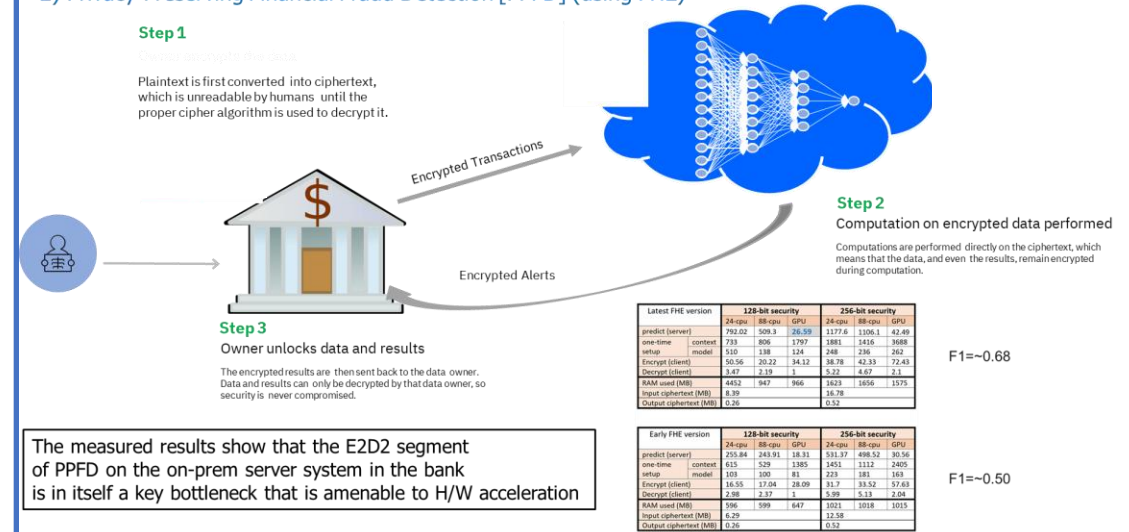 Step 1
Plaintext is first converted into ciphertext,
which is unreadable by humans until the
proper cipher algorithm is used to decrypt it.
Encrypted Transactions
$
Step 2
Computation on encrypted data performed
Computations are performed directly on the ciphertext, which
means that the data, and even the results, remain encrypted
during computation.
Encrypted Alerts
Step 3
Owner unlocks data and results
The encrypted results are then sent back to the data owner.
Data and results can only be decrypted by that data owner, so
security is never compromised.
Latest FHE version 128-bit security 256-bit security
24-cpu 88-cpu GPU 24-cpu 88-cpu GPU
predict (server) 792.02 509.3 26.59 1177.6 1106.1 42.49
one-time context 733 806 1797 1881 1416 3688
setup model 510 138 124 248 236 262
Encrypt (client) 50.56 20.22 34.12 38.78 42.33 72.43
Decrypt (client) 3.47 2.19 1 5.22 4.67 2.1
RAM used (MB) 4452 947 966 1623 1656 1575
Input ciphertext (MB) 8.39 16.78
Output ciphertext (MB) 0.26 0.52
F1=~0.68
Early FHE version 128-bit security 256-bit security
24-cpu 88-cpu GPU 24-cpu 88-cpu GPU
predict (server) 255.84 243.91 18.31 531.37 498.52 30.56
one-time context 615 529 1385 1451 1112 2405
setup model 103 100 81 223 181 163
Encrypt (client) 16.55 17.04 28.09 31.7 33.52 57.63
Decrypt (client) 2.98 2.37 1 5.99 5.13 2.04
RAM used (MB) 596 599 647 1021 1018 1015
Input ciphertext (MB) 6.29 12.58
Output ciphertext (MB) 0.26 0.52
F1=~0.50
The measured results show that the E2D2 segment
of PPFD on the on-prem server system in the bank
is in itself a key bottleneck that is amenable to H/W acceleration